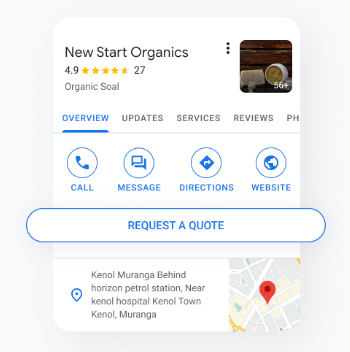 New Start Organics
4.9 27
Organic Soal
56+
OVERVIEW UPDATES SERVICES REVIEWS PH
CALL MESSAGE DIRECTIONS WEBSITE
REQUEST A QUOTE
Kenol Muranga Behind
horizon petrol station, Near
kenol hospital Kenol Town
Kenol, Muranga